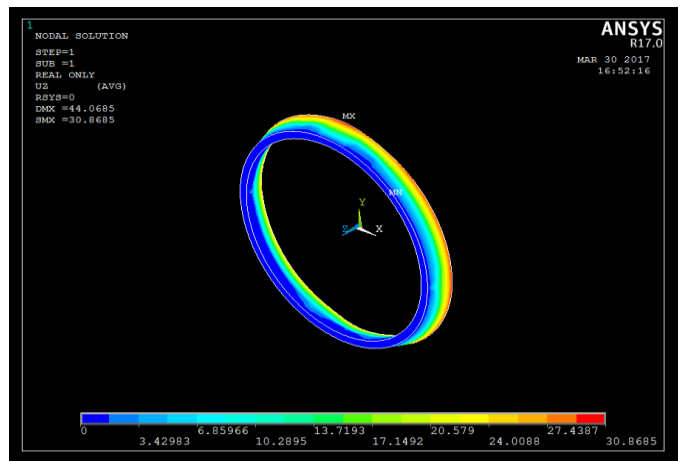 1
NODAL SOLUTION
STEP=1
SUB =1
REAL ONLY
UZ (AVG)
RSYS=0
DMX =44.0685
SMX =30.8685
ANSYS
R17.0
MAR 30 2017
16:52:16
MX
MN
Y
Z X
0 6.85966 13.7193 20.579 27.4387
3.42983 10.2895 17.1492 24.0088 30.8685